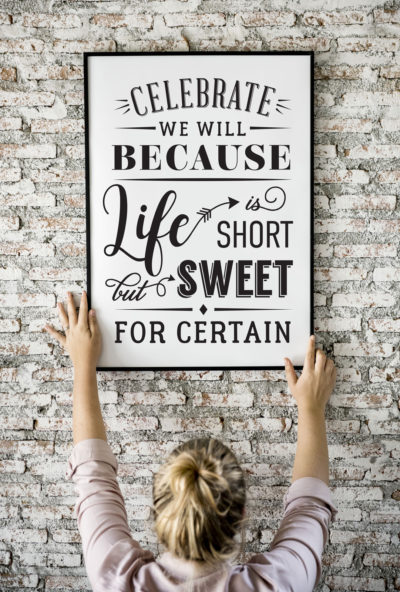 CELEBRATE
WE WILL
BECAUSE
Life is
SHORT
but SWEET
FOR CERTAIN